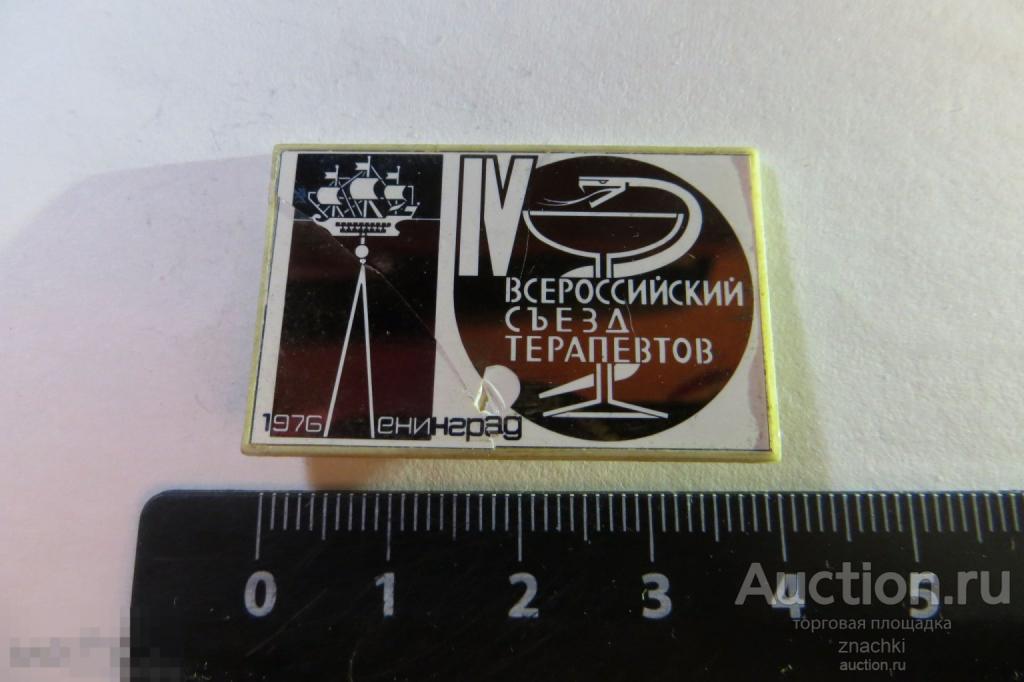 IV
ВСЕРОССИЙСКИЙ
СЪЕЗД
ТЕРАПЕВТОВ
1976 ЕНИНГРАД
0 1 2 3 4 5
Auction.ru
торговая площадка
znachki
auction.ru